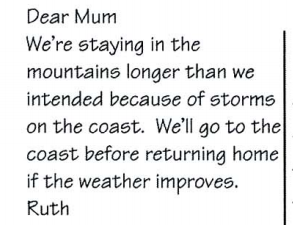 Dear Mum
We're staying in the
mountains longer than we
intended because of storms
on the coast. We'll go to the
coast before returning home
if the weather improves.
Ruth